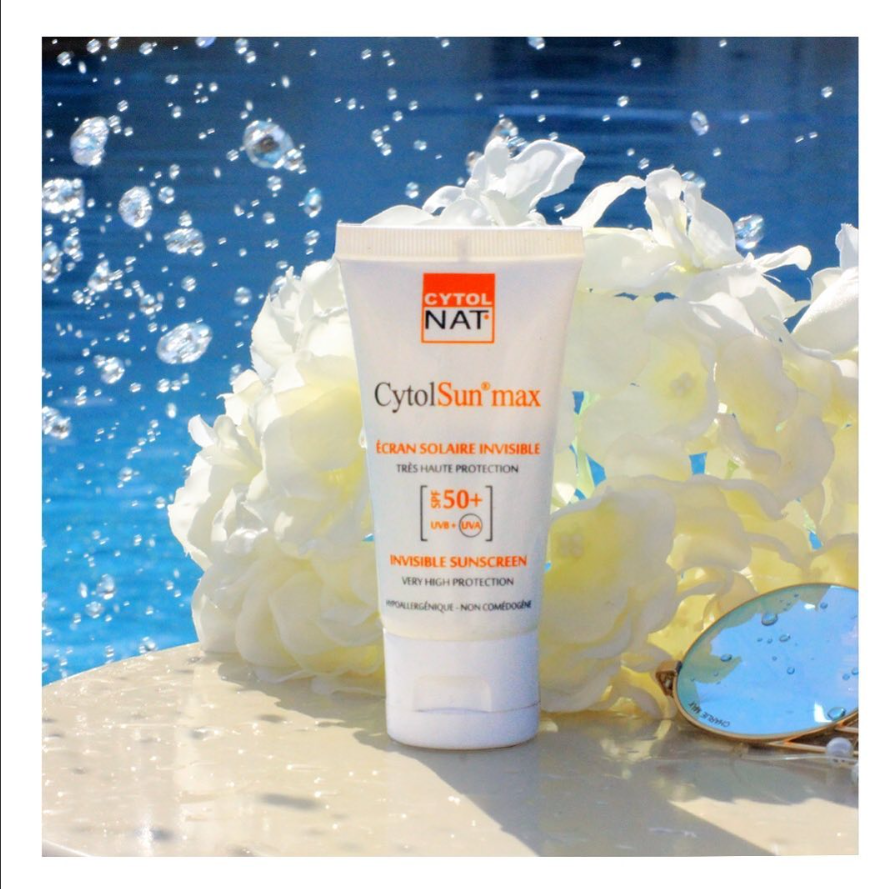 CYTOL
NAT
CytolSun® max
ÉCRAN SOLAIRE INVISIBLE
TRÈS HAUTE PROTECTION
SPF 50+
UVB + UVA
INVISIBLE SUNSCREEN
VERY HIGH PROTECTION
HYPOALLERGÉNIQUE - NON COMÉDOGÈNE